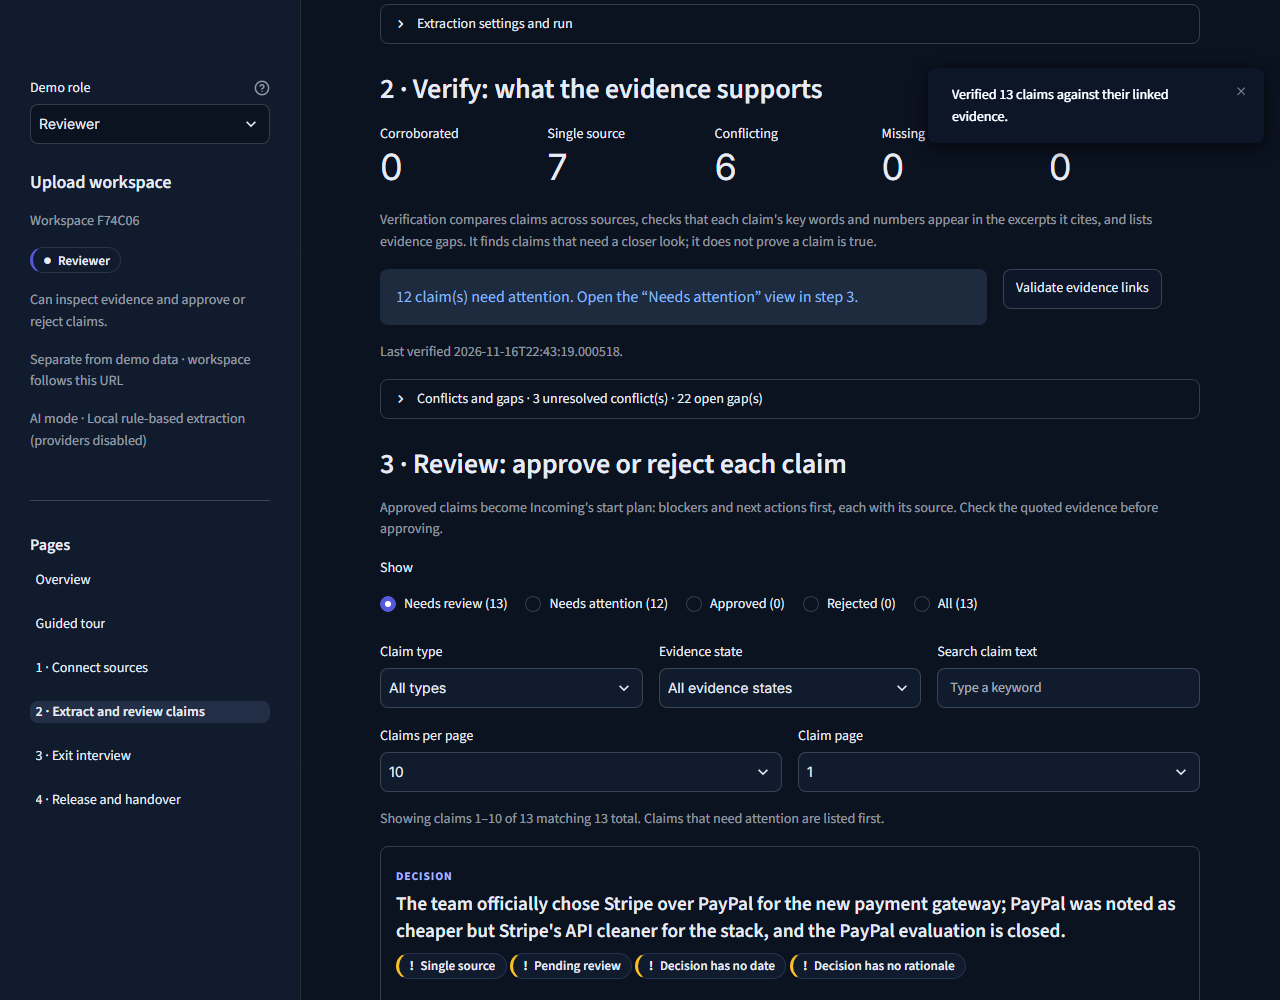 Demo role
Reviewer
Upload workspace
Workspace F74C06
Reviewer
Can inspect evidence and approve or
reject claims.
Separate from demo data · workspace
follows this URL
AI mode · Local rule-based extraction
(providers disabled)
Pages
Overview
Guided tour
1 · Connect sources
2 · Extract and review claims
3 · Exit interview
4 · Release and handover
Extraction settings and run
2 · Verify: what the evidence supports
Verified 13 claims against their linked
evidence.
Corroborated
Single source
Conflicting
Missing
0
7
6
0
0
Verification compares claims across sources, checks that each claim's key words and numbers appear in the excerpts it cites, and lists
evidence gaps. It finds claims that need a closer look; it does not prove a claim is true.
12 claim(s) need attention. Open the “Needs attention” view in step 3.
Validate evidence links
Last verified 2026-11-16T22:43:19.000518.
Conflicts and gaps · 3 unresolved conflict(s) · 22 open gap(s)
3 · Review: approve or reject each claim
Approved claims become Incoming's start plan: blockers and next actions first, each with its source. Check the quoted evidence before
approving.
Show
Needs review (13)
Needs attention (12)
Approved (0)
Rejected (0)
All (13)
Claim type
Evidence state
Search claim text
All types
All evidence states
Type a keyword
Claims per page
Claim page
10
1
Showing claims 1–10 of 13 matching 13 total. Claims that need attention are listed first.
DECISION
The team officially chose Stripe over PayPal for the new payment gateway; PayPal was noted as
cheaper but Stripe's API cleaner for the stack, and the PayPal evaluation is closed.
! Single source
! Pending review
! Decision has no date
! Decision has no rationale